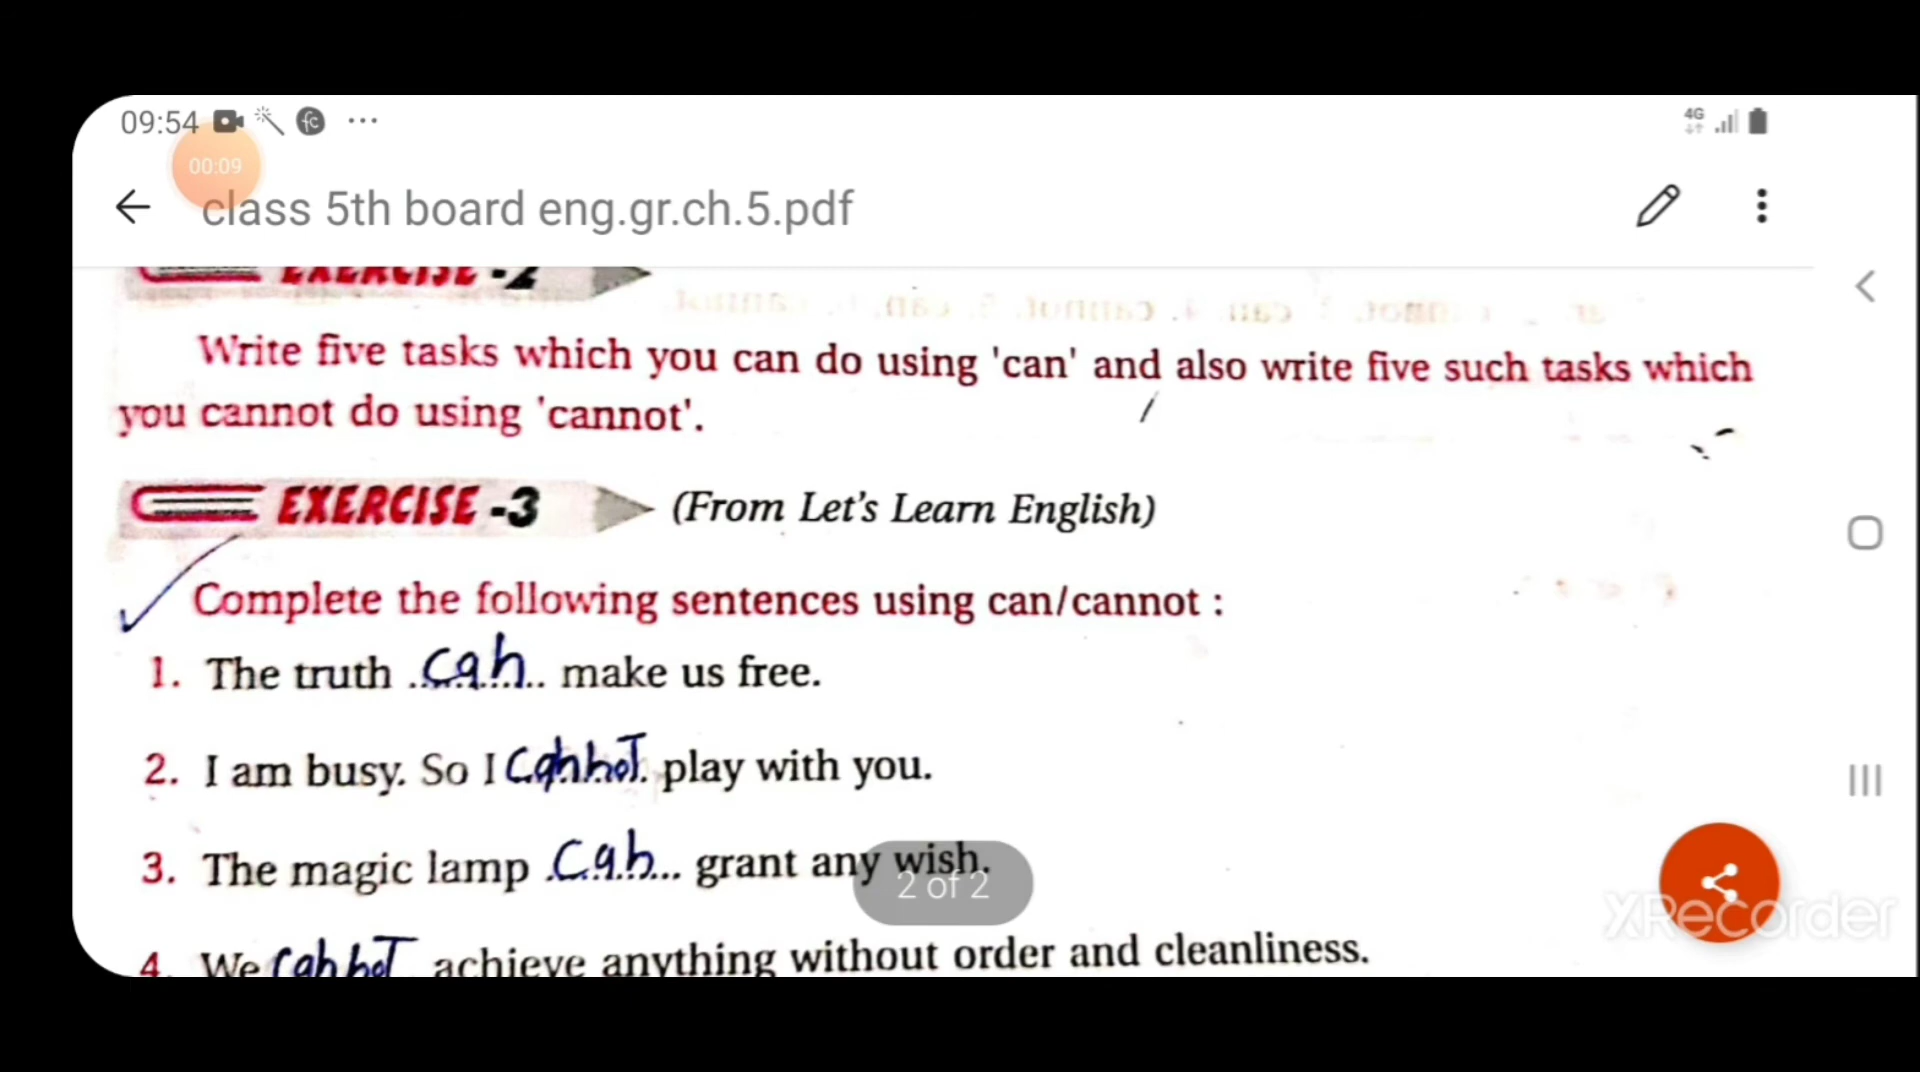 09:54
4G
00:09
class 5th board eng.gr.ch.5.pdf
EXERCISE -2
Write five tasks which you can do using 'can' and also write five such tasks which
you cannot do using 'cannot'.
EXERCISE -3 (From Let's Learn English)
Complete the following sentences using can/cannot :
1. The truth .can.. make us free.
2. I am busy. So I cannot. play with you.
3. The magic lamp .can... grant any wish.
2 of 2
XRecorder
4. We cannot achieve anything without order and cleanliness.